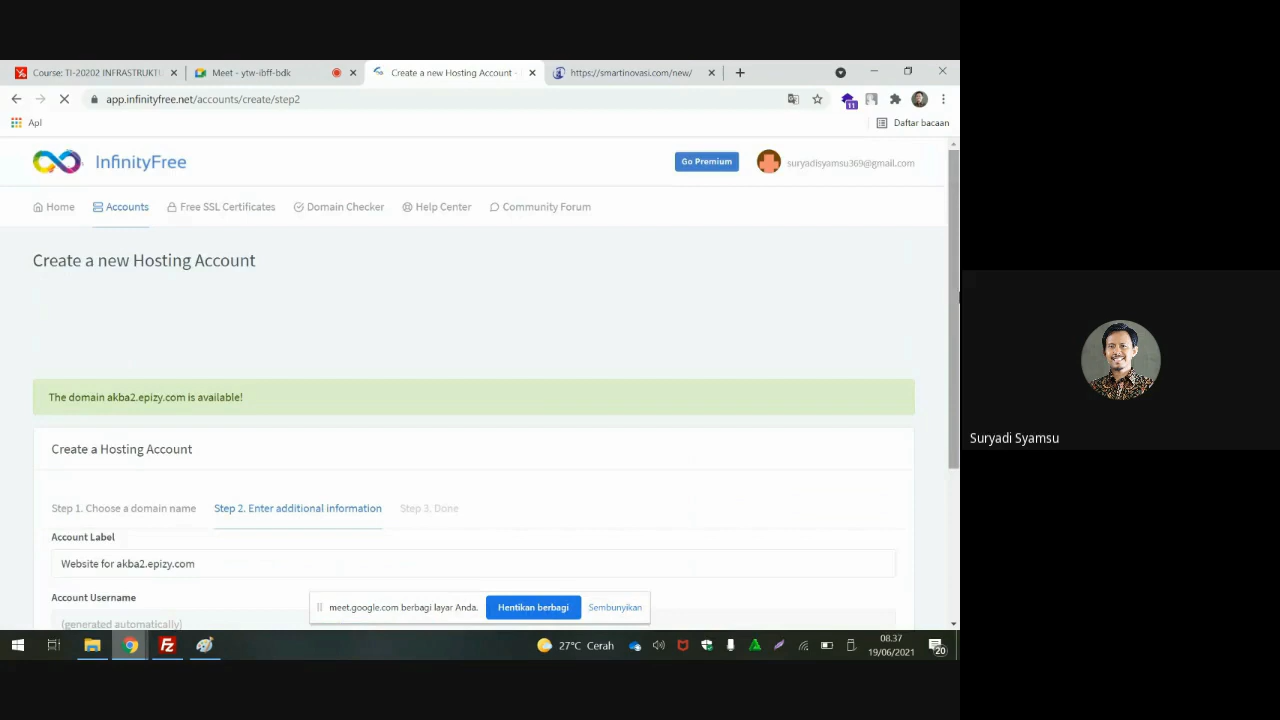 Course: TI-20202 INFRASTRUKTU
Meet - ytw-ibff-bdk
Create a new Hosting Account -
https://smartinovasi.com/new/
app.infinityfree.net/accounts/create/step2
11
Apl
Daftar bacaan
InfinityFree
Go Premium
suryadisyamsu369@gmail.com
Home
Accounts
Free SSL Certificates
Domain Checker
Help Center
Community Forum
Create a new Hosting Account
The domain akba2.epizy.com is available!
Create a Hosting Account
Step 1. Choose a domain name
Step 2. Enter additional information
Step 3. Done
Account Label
Website for akba2.epizy.com
Account Username
(generated automatically)
meet.google.com berbagi layar Anda.
Hentikan berbagi
Sembunyikan
27°C Cerah
08.37
19/06/2021
20
Suryadi Syamsu